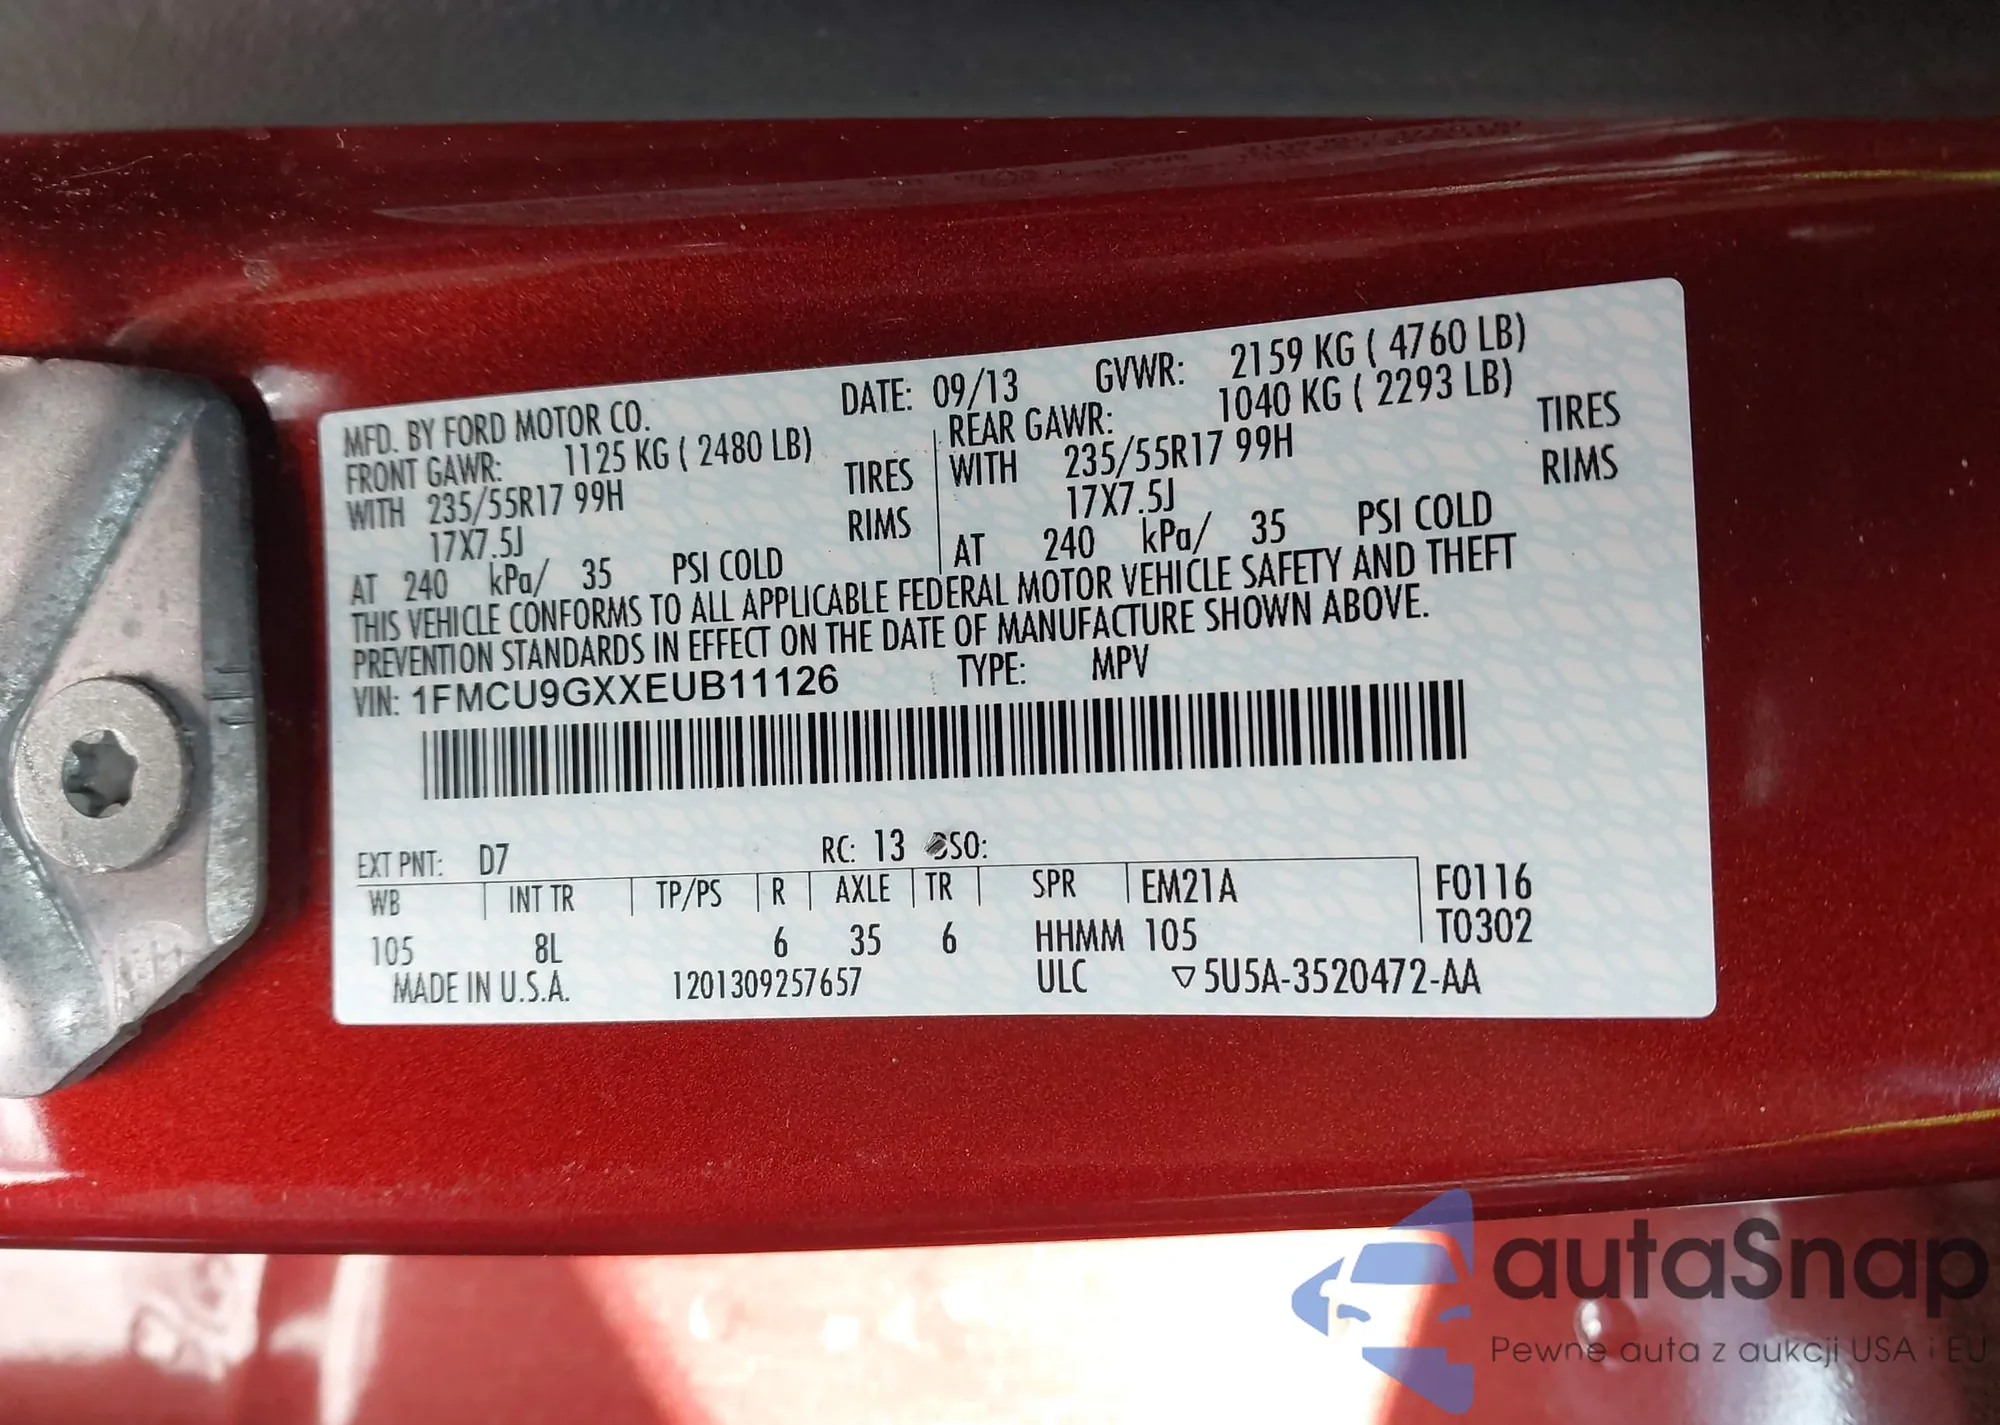 MFD. BY FORD MOTOR CO. DATE: 09/13 GVWR: 2159 KG ( 4760 LB)
FRONT GAWR: 1125 KG ( 2480 LB) REAR GAWR: 1040 KG ( 2293 LB)
WITH 235/55R17 99H TIRES WITH 235/55R17 99H TIRES
17X7.5J RIMS 17X7.5J RIMS
AT 240 kPa/ 35 PSI COLD AT 240 kPa/ 35 PSI COLD
THIS VEHICLE CONFORMS TO ALL APPLICABLE FEDERAL MOTOR VEHICLE SAFETY AND THEFT
PREVENTION STANDARDS IN EFFECT ON THE DATE OF MANUFACTURE SHOWN ABOVE.
VIN: 1FMCU9GXXEUB11126 TYPE: MPV
EXT PNT: D7 RC: 13 DSO:
WB INT TR TP/PS R AXLE TR SPR EM21A F0116
105 8L 6 35 6 HHMM 105 T0302
MADE IN U.S.A. 1201309257657 ULC ▽5U5A-3520472-AA
autaSnap
Pewne auta z aukcji USA i EU